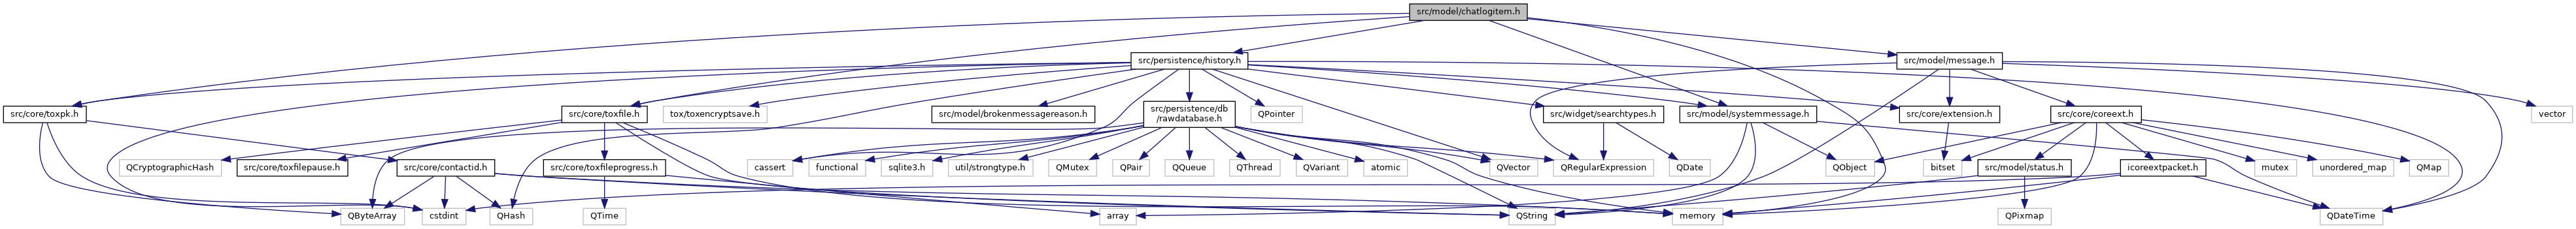 src/model/chatlogitem.h
src/persistence/history.h
src/model/message.h
src/core/toxpk.h
src/core/toxfile.h
tox/toxencryptsave.h
src/model/brokenmessagereason.h
src/persistence/db
/rawdatabase.h
QPointer
src/widget/searchtypes.h
src/model/systemmessage.h
src/core/extension.h
src/core/coreext.h
vector
QCryptographicHash
src/core/toxfilepause.h
src/core/contactid.h
src/core/toxfileprogress.h
cassert
functional
sqlite3.h
util/strongtype.h
QMutex
QPair
QQueue
QThread
QVariant
atomic
QVector
QRegularExpression
QDate
QObject
bitset
src/model/status.h
icoreextpacket.h
mutex
unordered_map
QMap
QByteArray
cstdint
QHash
QTime
array
QString
memory
QPixmap
QDateTime